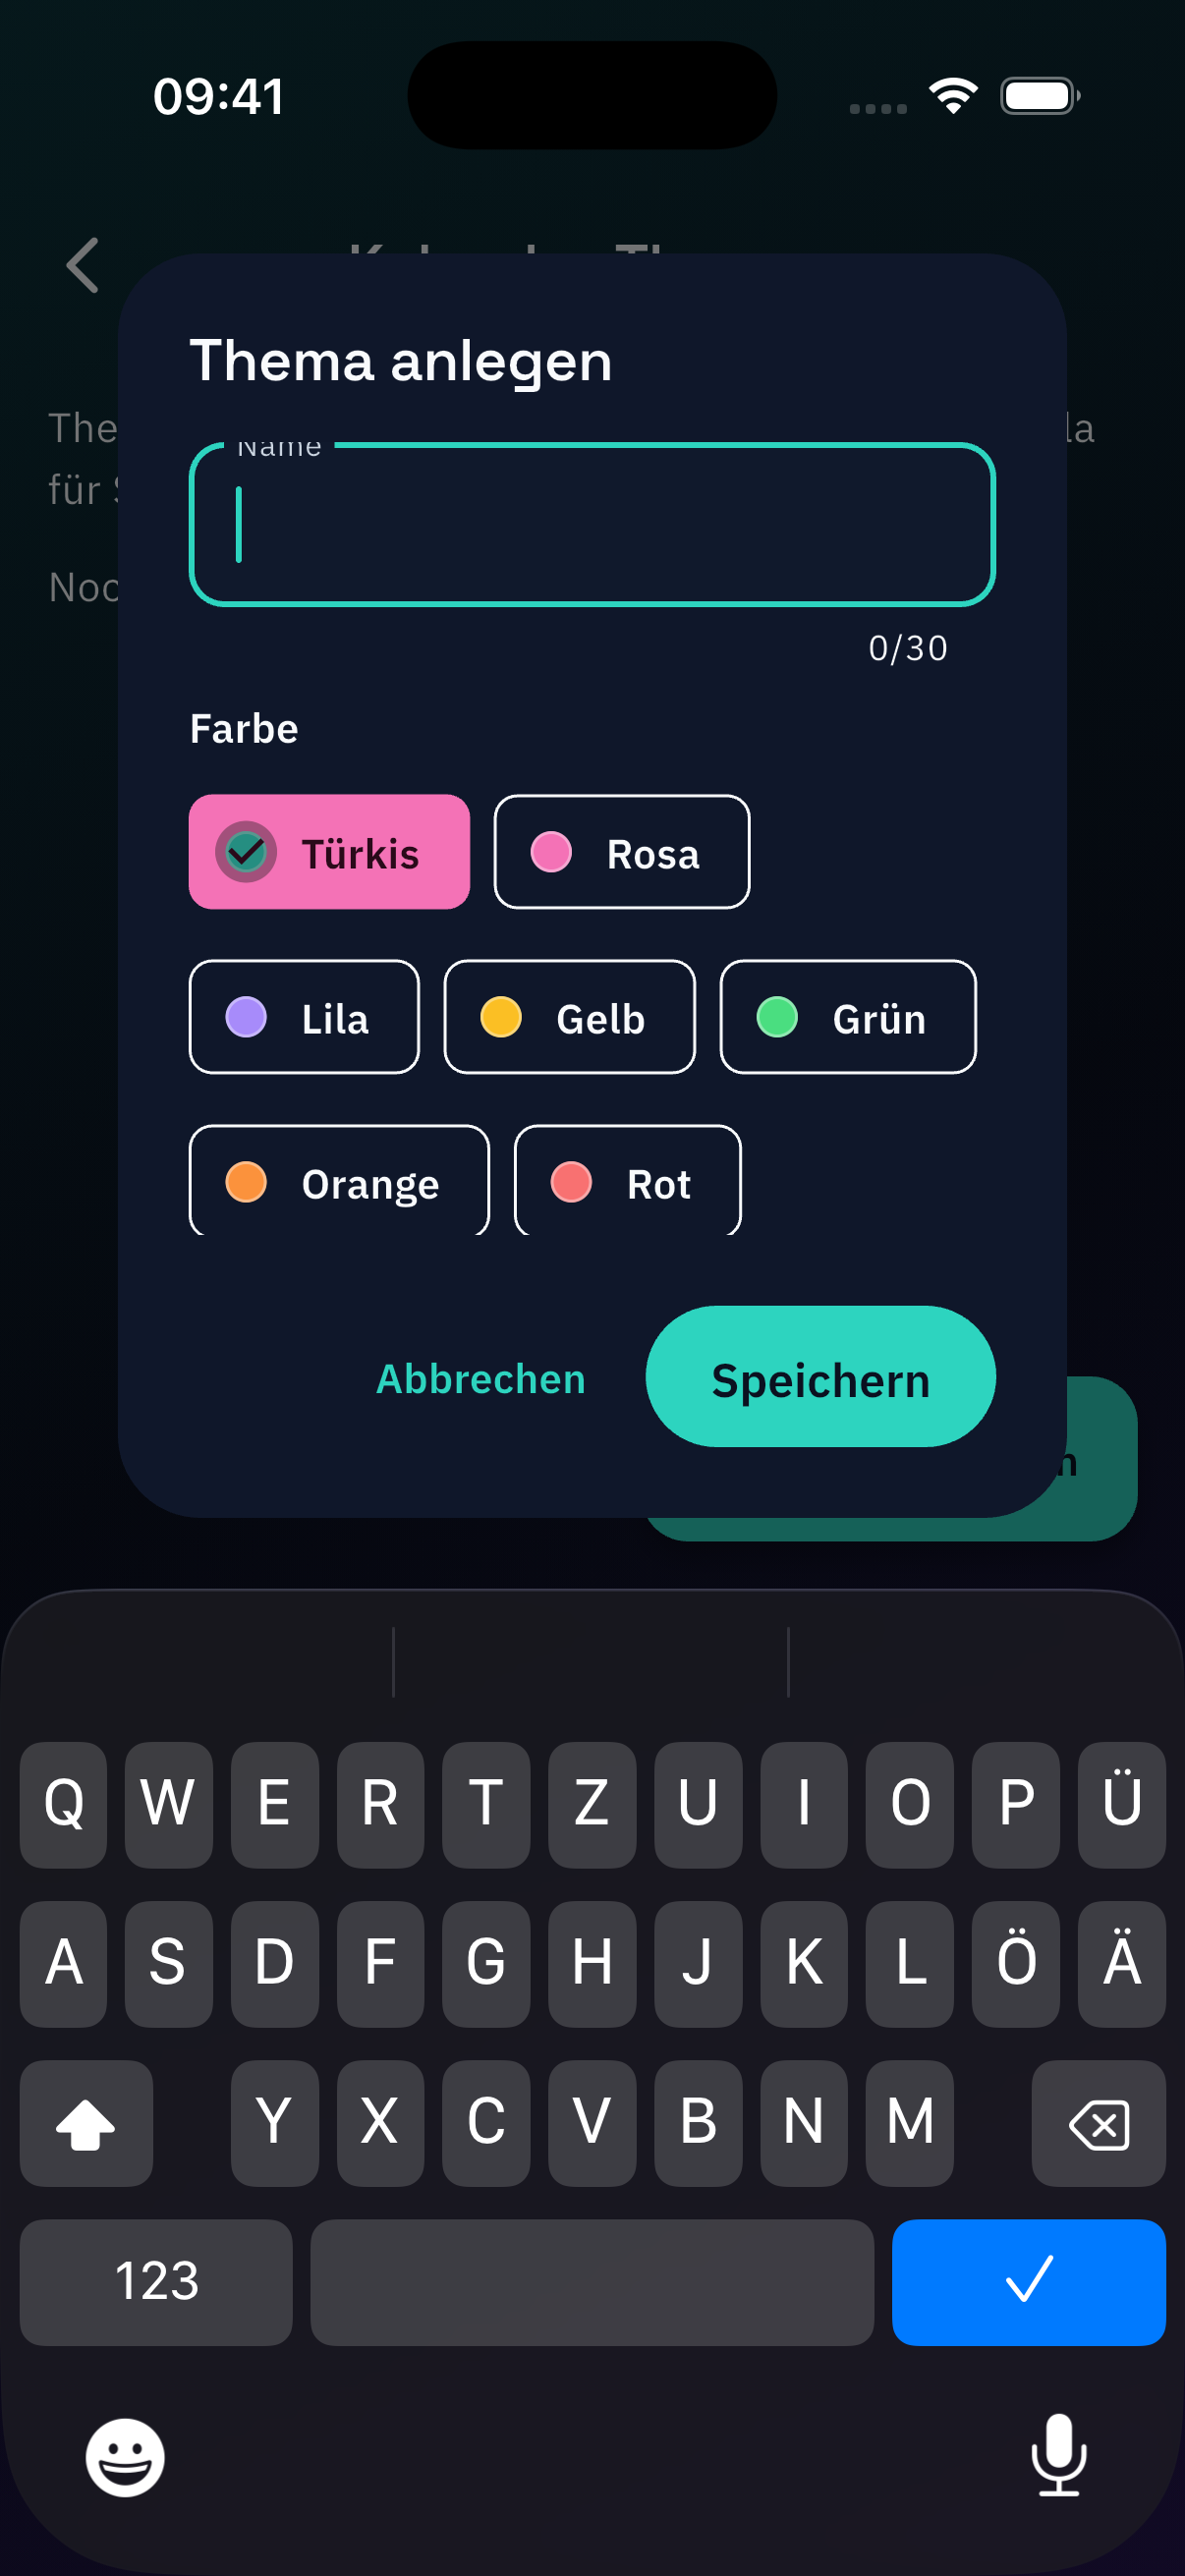 09:41
Thema anlegen
Name
0/30
Farbe
Türkis Rosa
Lila Gelb Grün
Orange Rot
Abbrechen Speichern
Q W E R T Z U I O P Ü
A S D F G H J K L Ö Ä
Y X C V B N M
123